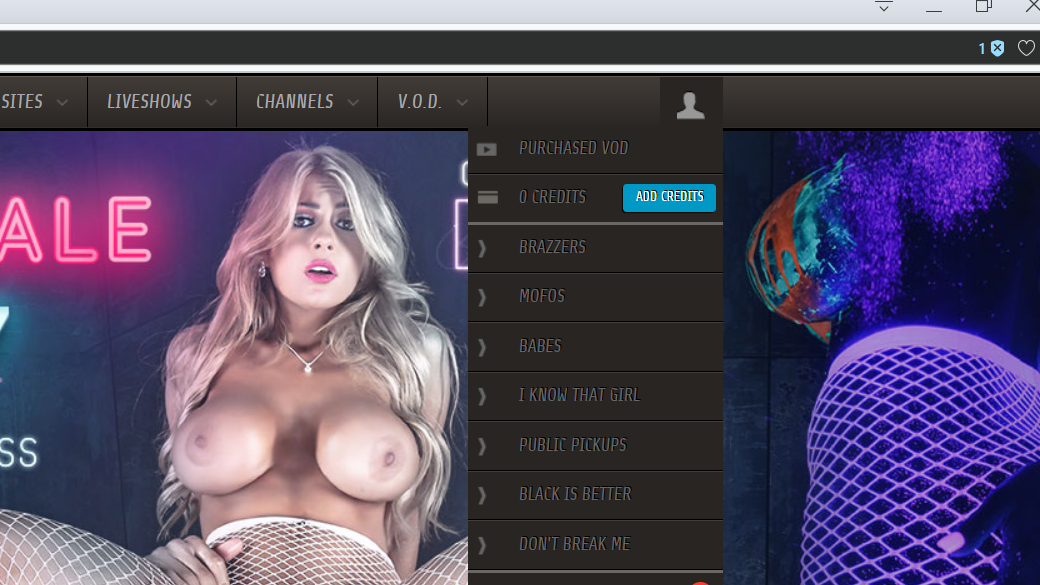 1
SITES
LIVESHOWS
CHANNELS
V.O.D.
ALE
SS
PURCHASED VOD
0 CREDITS
ADD CREDITS
BRAZZERS
MOFOS
BABES
I KNOW THAT GIRL
PUBLIC PICKUPS
BLACK IS BETTER
DON'T BREAK ME